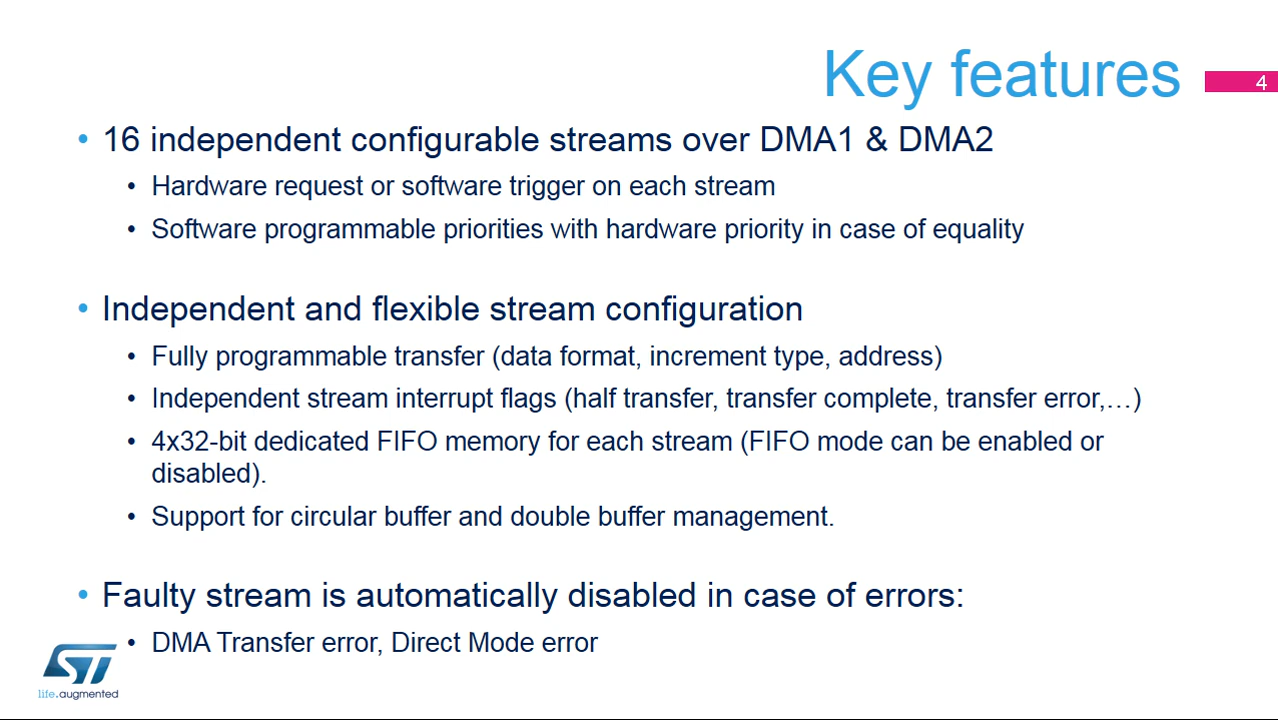 Key features
4
• 16 independent configurable streams over DMA1 & DMA2
• Hardware request or software trigger on each stream
• Software programmable priorities with hardware priority in case of equality
• Independent and flexible stream configuration
• Fully programmable transfer (data format, increment type, address)
• Independent stream interrupt flags (half transfer, transfer complete, transfer error,…)
• 4x32-bit dedicated FIFO memory for each stream (FIFO mode can be enabled or
disabled).
• Support for circular buffer and double buffer management.
• Faulty stream is automatically disabled in case of errors:
• DMA Transfer error, Direct Mode error
ST
life.augmented